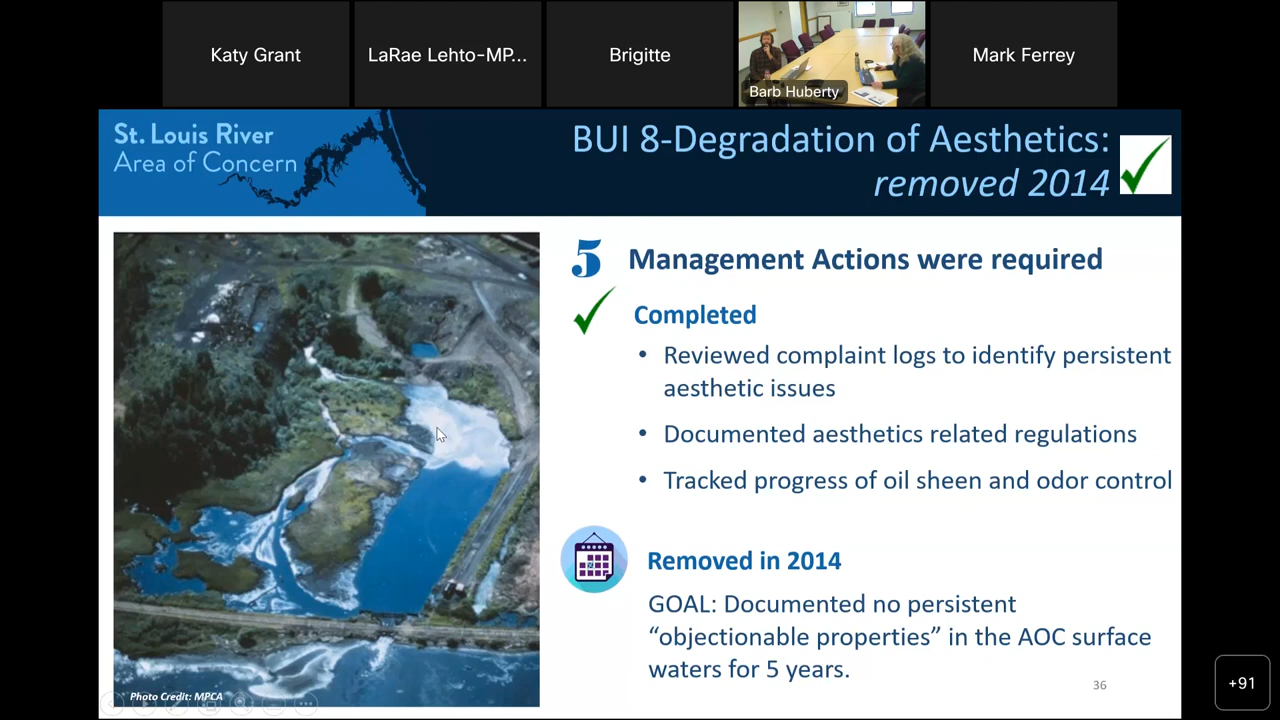 Katy Grant
LaRae Lehto-MP...
Brigitte
Barb Huberty
Mark Ferrey
St. Louis River
Area of Concern
BUI 8-Degradation of Aesthetics:
removed 2014
5 Management Actions were required
Completed
• Reviewed complaint logs to identify persistent
aesthetic issues
• Documented aesthetics related regulations
• Tracked progress of oil sheen and odor control
Removed in 2014
GOAL: Documented no persistent
“objectionable properties” in the AOC surface
waters for 5 years.
Photo Credit: MPCA
36
+91